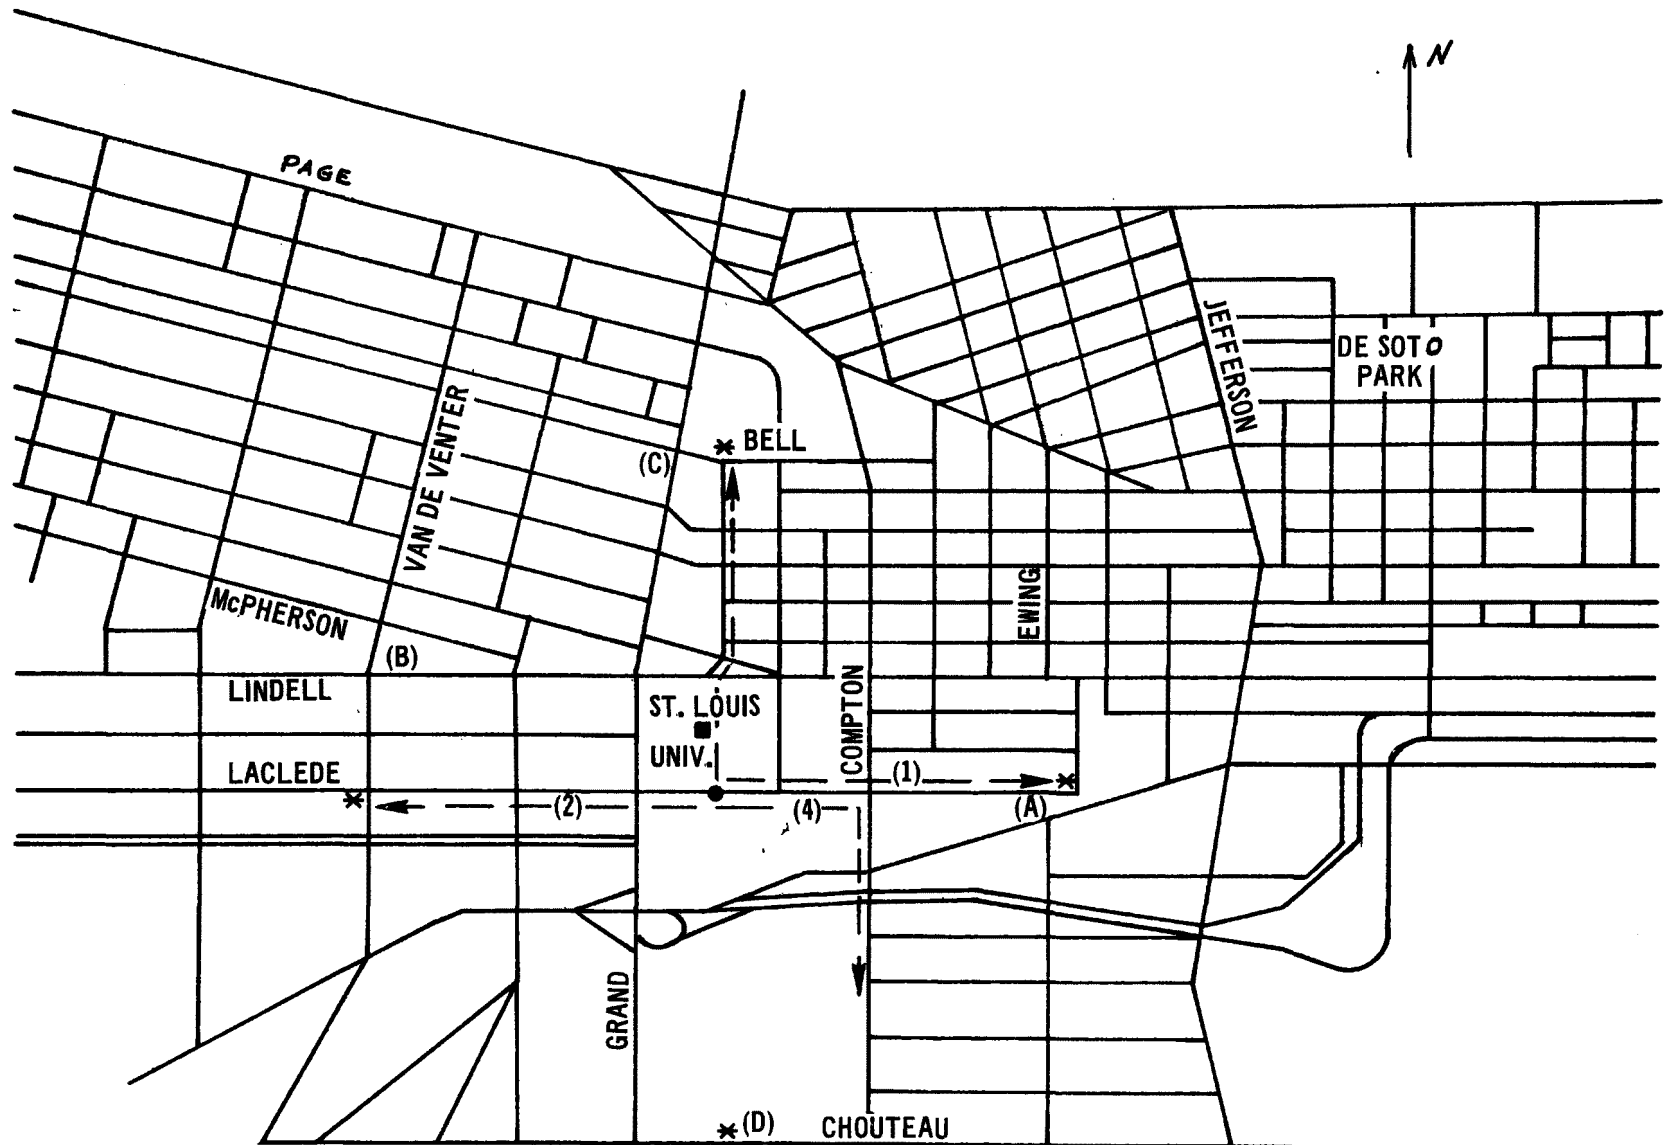 N
PAGE
JEFFERSON
DE SOTO
PARK
VAN DE VENTER
BELL
(C)
EWING
McPHERSON
(B)
LINDELL
ST. LOUIS
UNIV.
COMPTON
LACLEDE
(1)
(2)
(4)
(A)
GRAND
(D)
CHOUTEAU